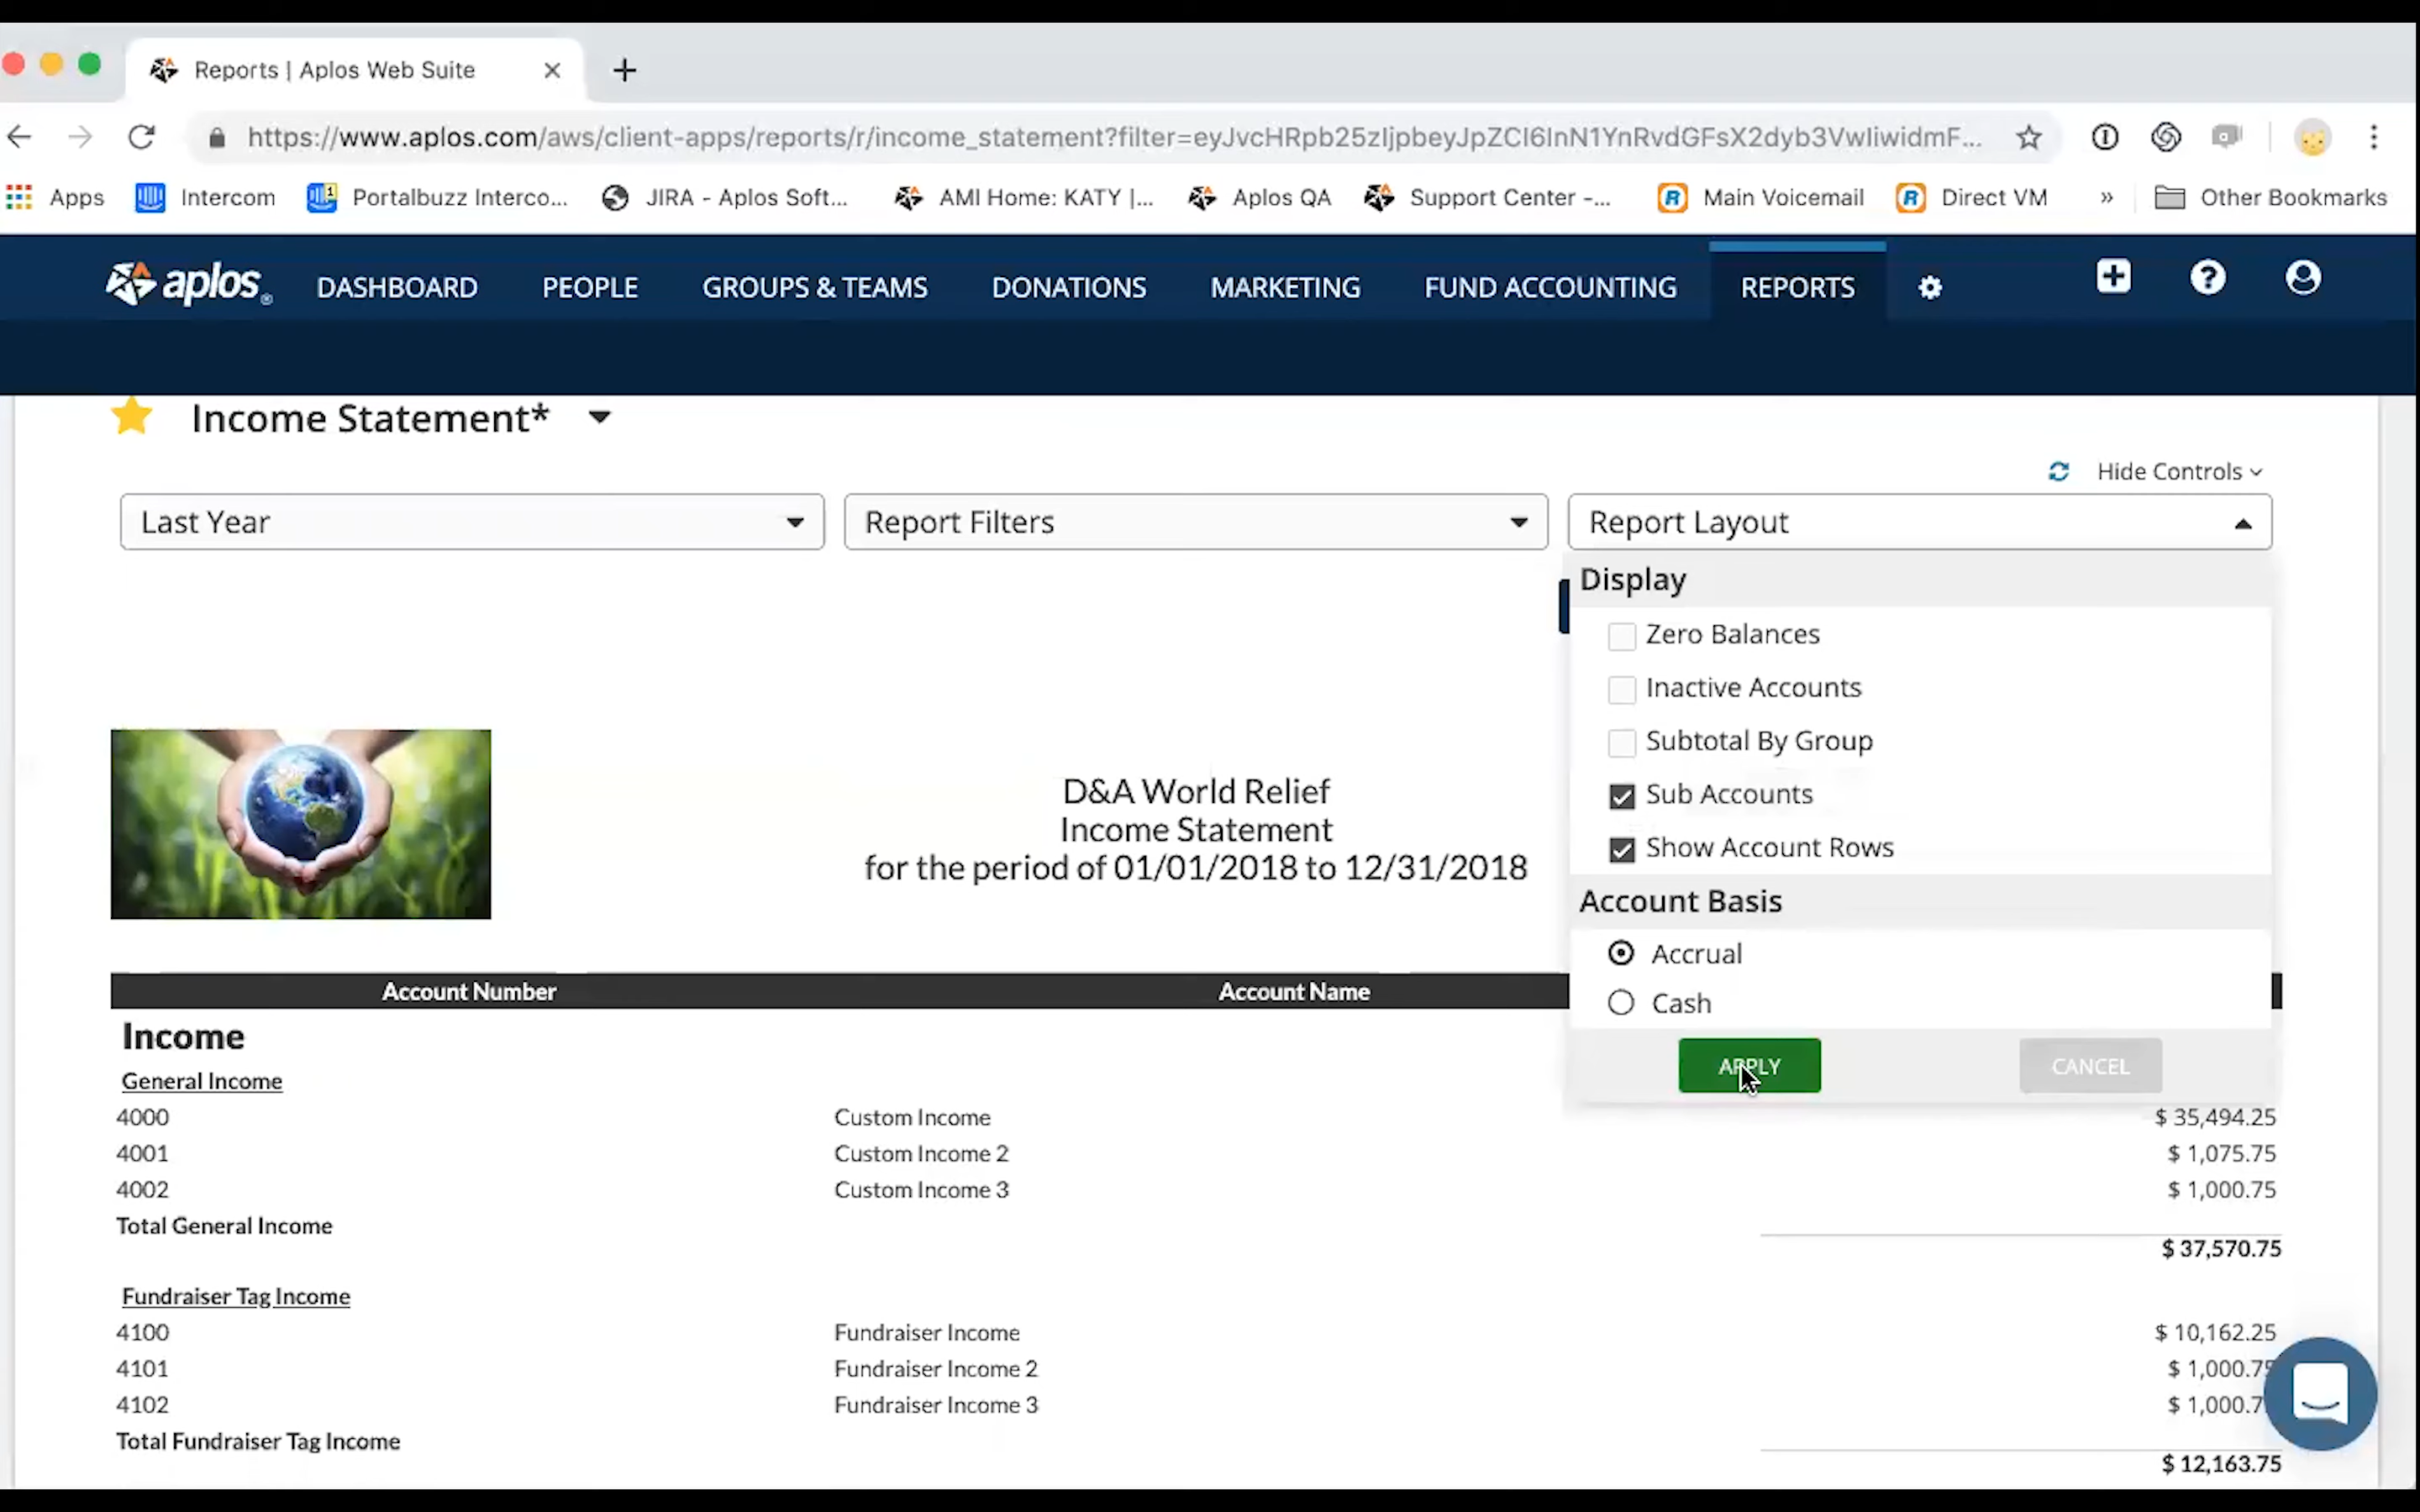 Reports | Aplos Web Suite
https://www.aplos.com/aws/client-apps/reports/r/income_statement?filter=eyJvcHRpb25zIjpbeyJpZCI6InN1YnRvdGFsX2dyb3VwIiwidmF...
Apps Intercom Portalbuzz Interco... JIRA - Aplos Soft... AMI Home: KATY |... Aplos QA Support Center -... Main Voicemail Direct VM » Other Bookmarks
aplos® DASHBOARD PEOPLE GROUPS & TEAMS DONATIONS MARKETING FUND ACCOUNTING REPORTS
Income Statement*
Hide Controls
Last Year Report Filters Report Layout
Display
Zero Balances
Inactive Accounts
Subtotal By Group
Sub Accounts
Show Account Rows
Account Basis
Accrual
Cash
APPLY CANCEL
D&A World Relief
Income Statement
for the period of 01/01/2018 to 12/31/2018
Account Number Account Name
Income
General Income
4000 Custom Income $ 35,494.25
4001 Custom Income 2 $ 1,075.75
4002 Custom Income 3 $ 1,000.75
Total General Income
$ 37,570.75
Fundraiser Tag Income
4100 Fundraiser Income $ 10,162.25
4101 Fundraiser Income 2 $ 1,000.75
4102 Fundraiser Income 3 $ 1,000.7
Total Fundraiser Tag Income
$ 12,163.75